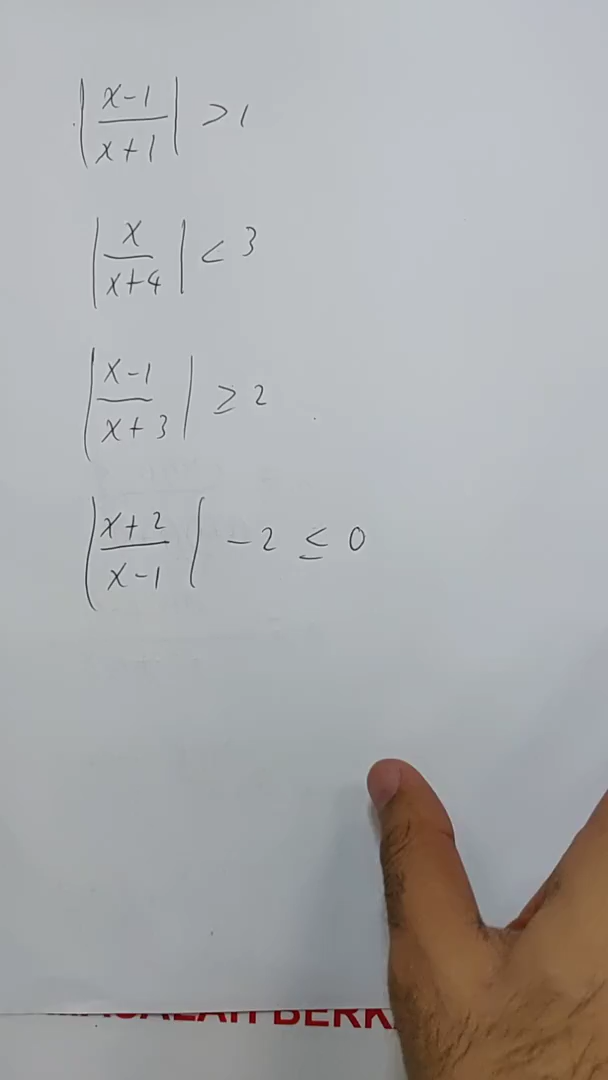 |x-1/x+1| > 1
|x/x+4| < 3
|x-1/x+3| ≥ 2
|x+2/x-1| - 2 ≤ 0